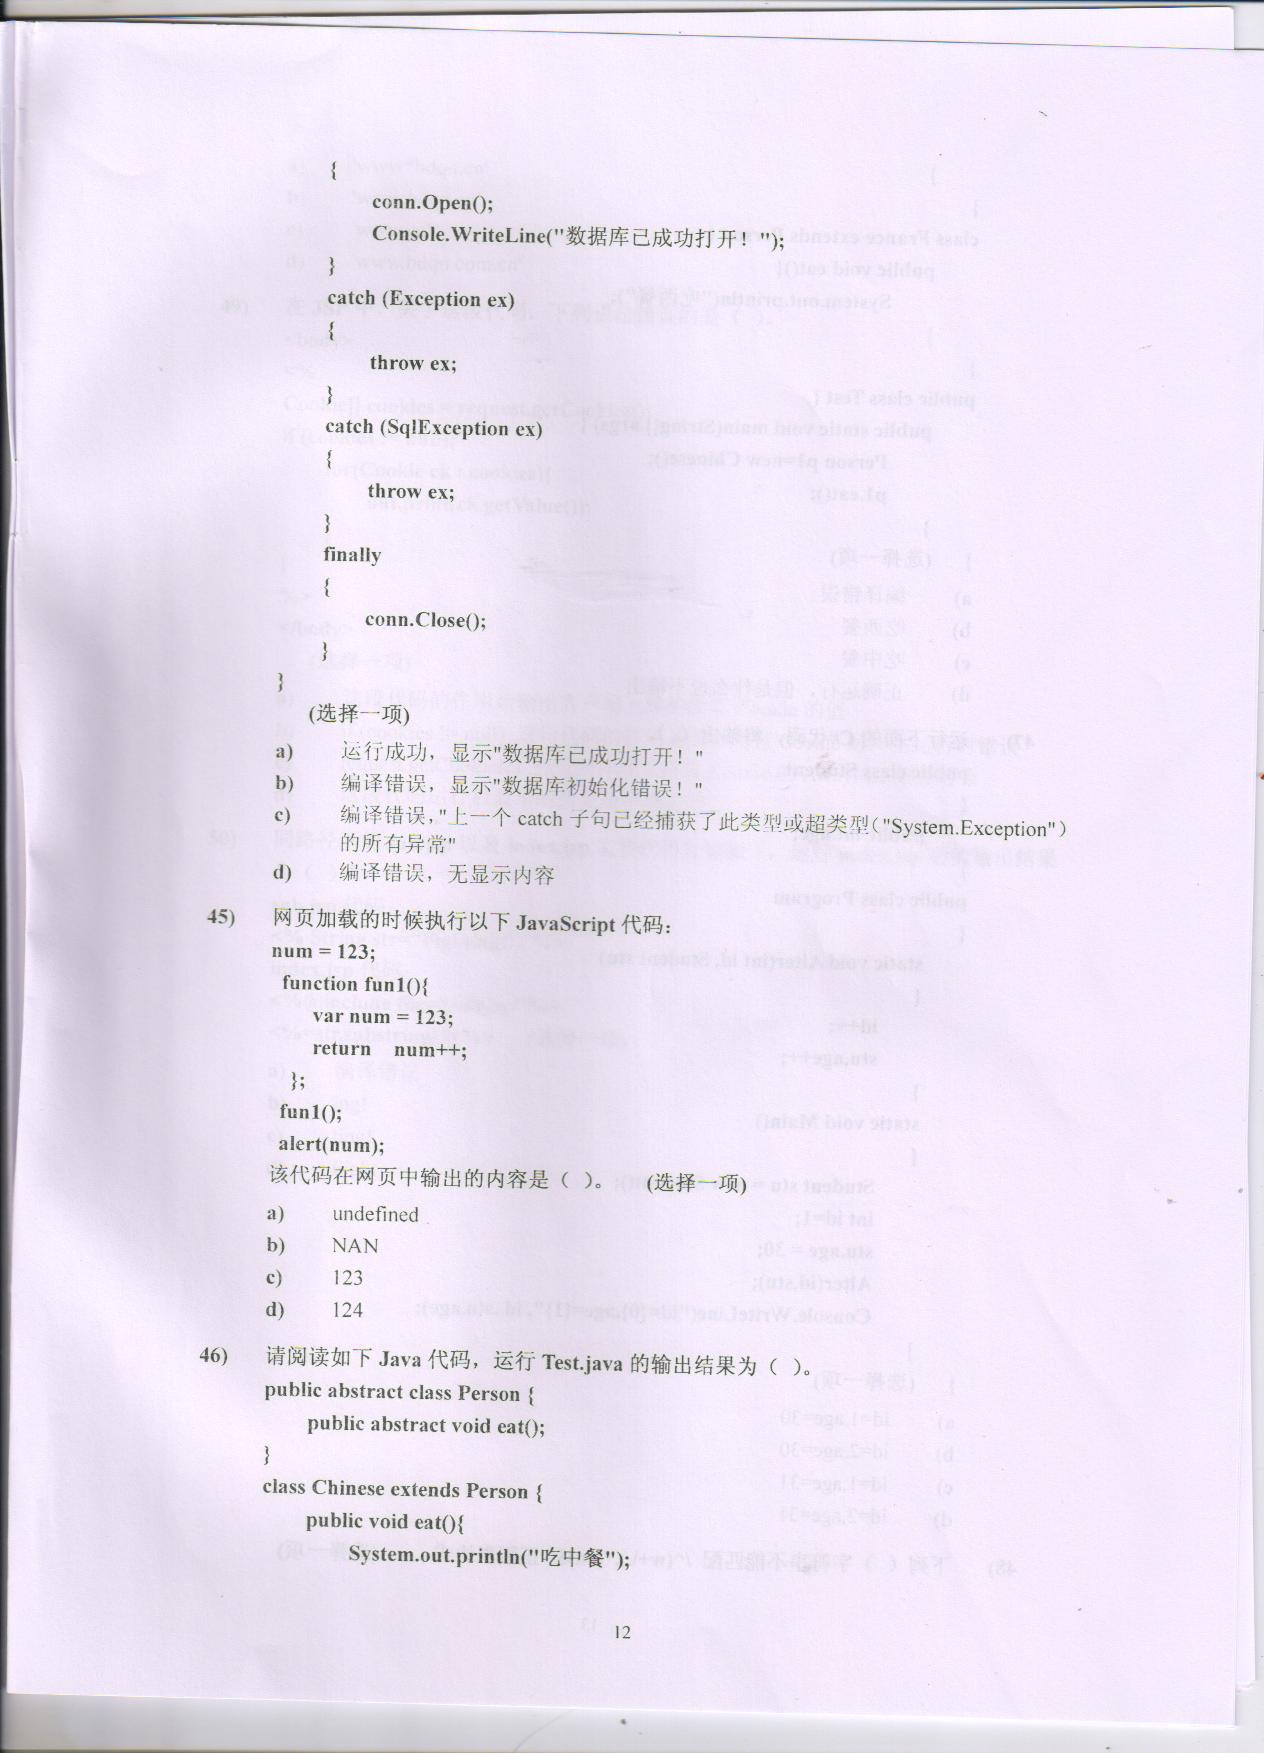 {
conn.Open();
Console.WriteLine("数据库已成功打开！");
}
catch (Exception ex)
{
throw ex;
}
catch (SqlException ex)
{
throw ex;
}
finally
{
conn.Close();
}
}
(选择一项)
a) 运行成功，显示"数据库已成功打开！"
b) 编译错误，显示"数据库初始化错误！"
c) 编译错误，"上一个 catch 子句已经捕获了此类型或超类型("System.Exception")
的所有异常"
d) 编译错误，无显示内容
45) 网页加载的时候执行以下 JavaScript 代码：
num = 123;
function fun1(){
var num = 123;
return num++;
};
fun1();
alert(num);
该代码在网页中输出的内容是（ ）。 (选择一项)
a) undefined
b) NAN
c) 123
d) 124
46) 请阅读如下 Java 代码，运行 Test.java 的输出结果为（ ）。
public abstract class Person {
public abstract void eat();
}
class Chinese extends Person {
public void eat(){
System.out.println("吃中餐");
12